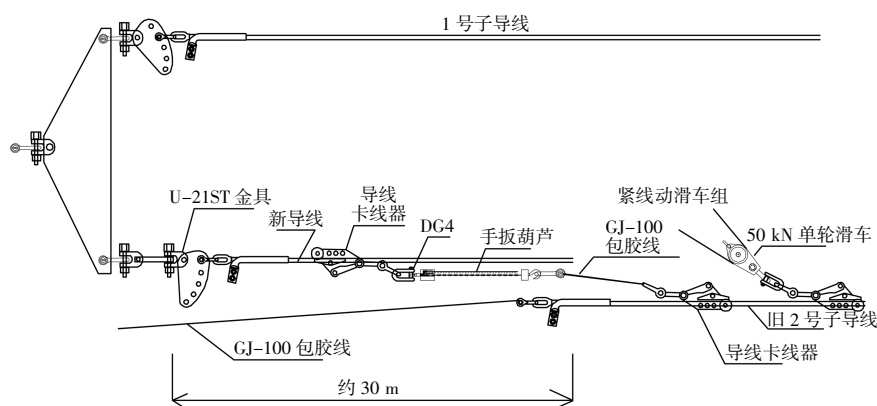 1 号子导线
U-21ST 金具
新导线
导线
卡线器
DG4
手扳葫芦
GJ-100
包胶线
紧线动滑车组
50 kN 单轮滑车
旧 2 号子导线
导线卡线器
GJ-100 包胶线
约 30 m